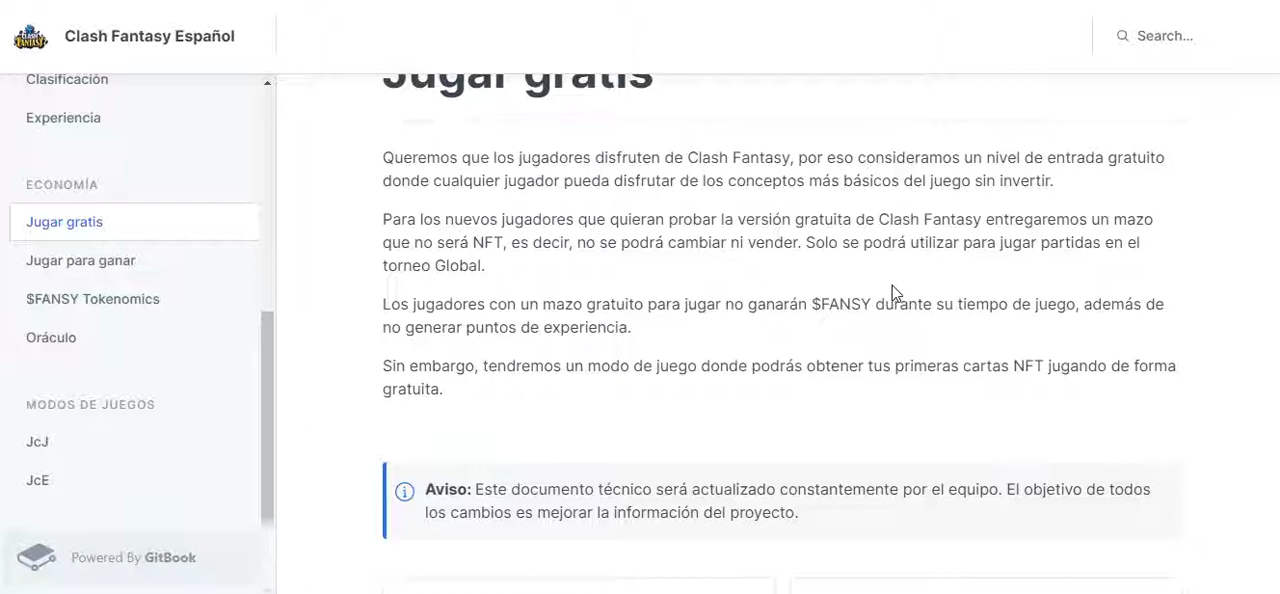 Clash Fantasy Español
Search...
Clasificación
Experiencia
ECONOMÍA
Jugar gratis
Jugar para ganar
$FANSY Tokenomics
Oráculo
MODOS DE JUEGOS
JcJ
JcE
Powered By GitBook
Jugar gratis
Queremos que los jugadores disfruten de Clash Fantasy, por eso consideramos un nivel de entrada gratuito
donde cualquier jugador pueda disfrutar de los conceptos más básicos del juego sin invertir.
Para los nuevos jugadores que quieran probar la versión gratuita de Clash Fantasy entregaremos un mazo
que no será NFT, es decir, no se podrá cambiar ni vender. Solo se podrá utilizar para jugar partidas en el
torneo Global.
Los jugadores con un mazo gratuito para jugar no ganarán $FANSY durante su tiempo de juego, además de
no generar puntos de experiencia.
Sin embargo, tendremos un modo de juego donde podrás obtener tus primeras cartas NFT jugando de forma
gratuita.
Aviso: Este documento técnico será actualizado constantemente por el equipo. El objetivo de todos
los cambios es mejorar la información del proyecto.